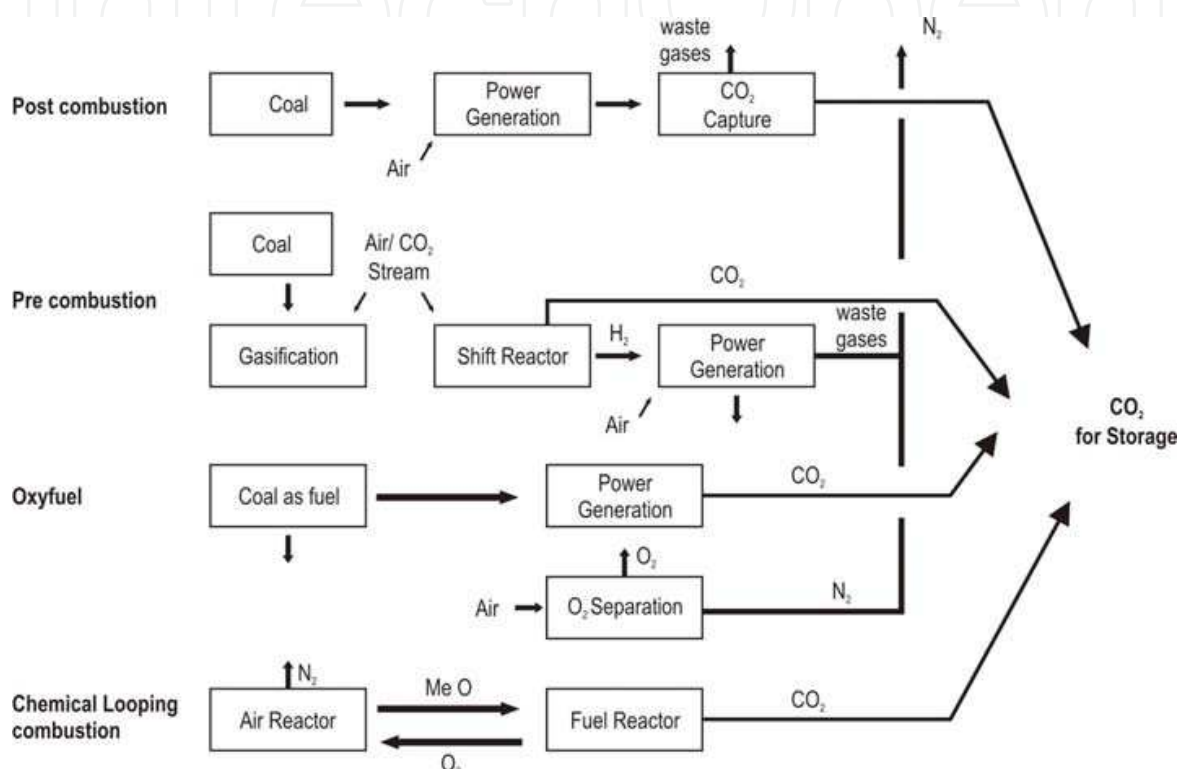 waste
gases
N₂
Post combustion
Coal
Power
Generation
CO₂
Capture
Air
Coal
Air/ CO₂
Stream
Pre combustion
CO₂
waste
gases
Gasification
Shift Reactor
H₂
Power
Generation
Air
CO₂
for Storage
Oxyfuel
Coal as fuel
Power
Generation
CO₂
O₂
Air
O₂ Separation
N₂
Chemical Looping
combustion
N₂
Air Reactor
Me O
Fuel Reactor
CO₂